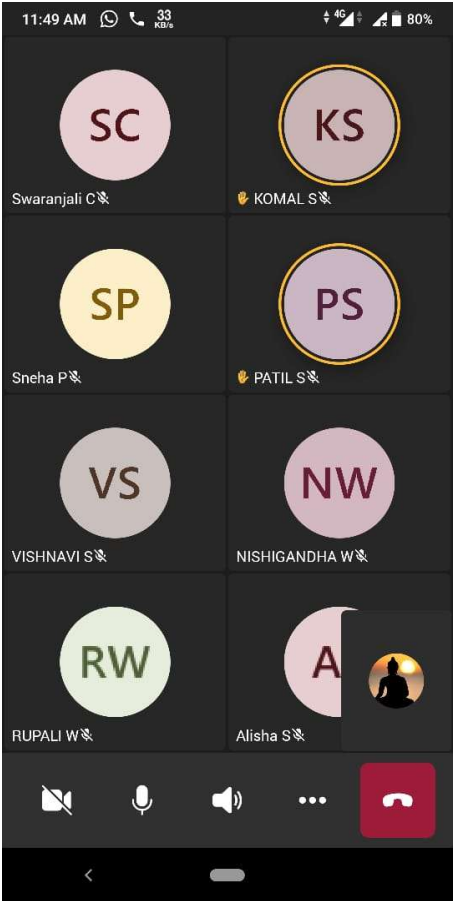 11:49 AM 33 KB/s 4G 80%
SC KS
Swaranjali C KOMAL S
SP PS
Sneha P PATIL S
VS NW
VISHNAVI S NISHIGANDHA W
RW A
RUPALI W Alisha S